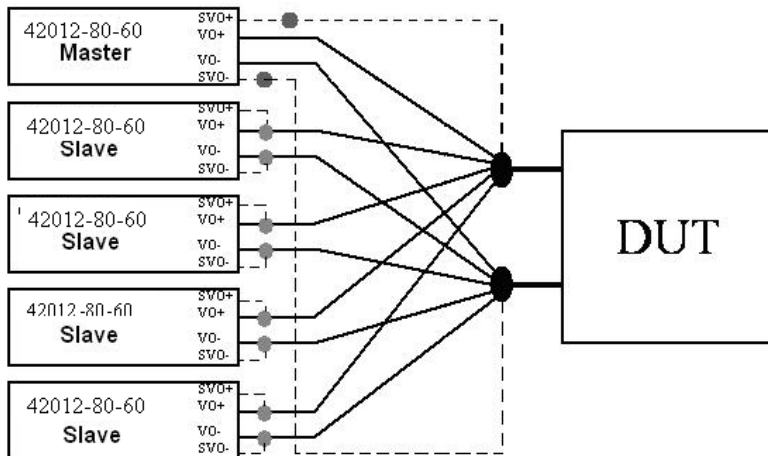 SVO+
42012-80-60
VO+
Master
VO-
SVO-
SVO+
42012-80-60
VO+
Slave
VO-
SVO-
SVO+
42012-80-60
VO+
Slave
VO-
SVO-
SVO+
42012-80-60
VO+
Slave
VO-
SVO-
SVO+
42012-80-60
VO+
Slave
VO-
SVO-
DUT